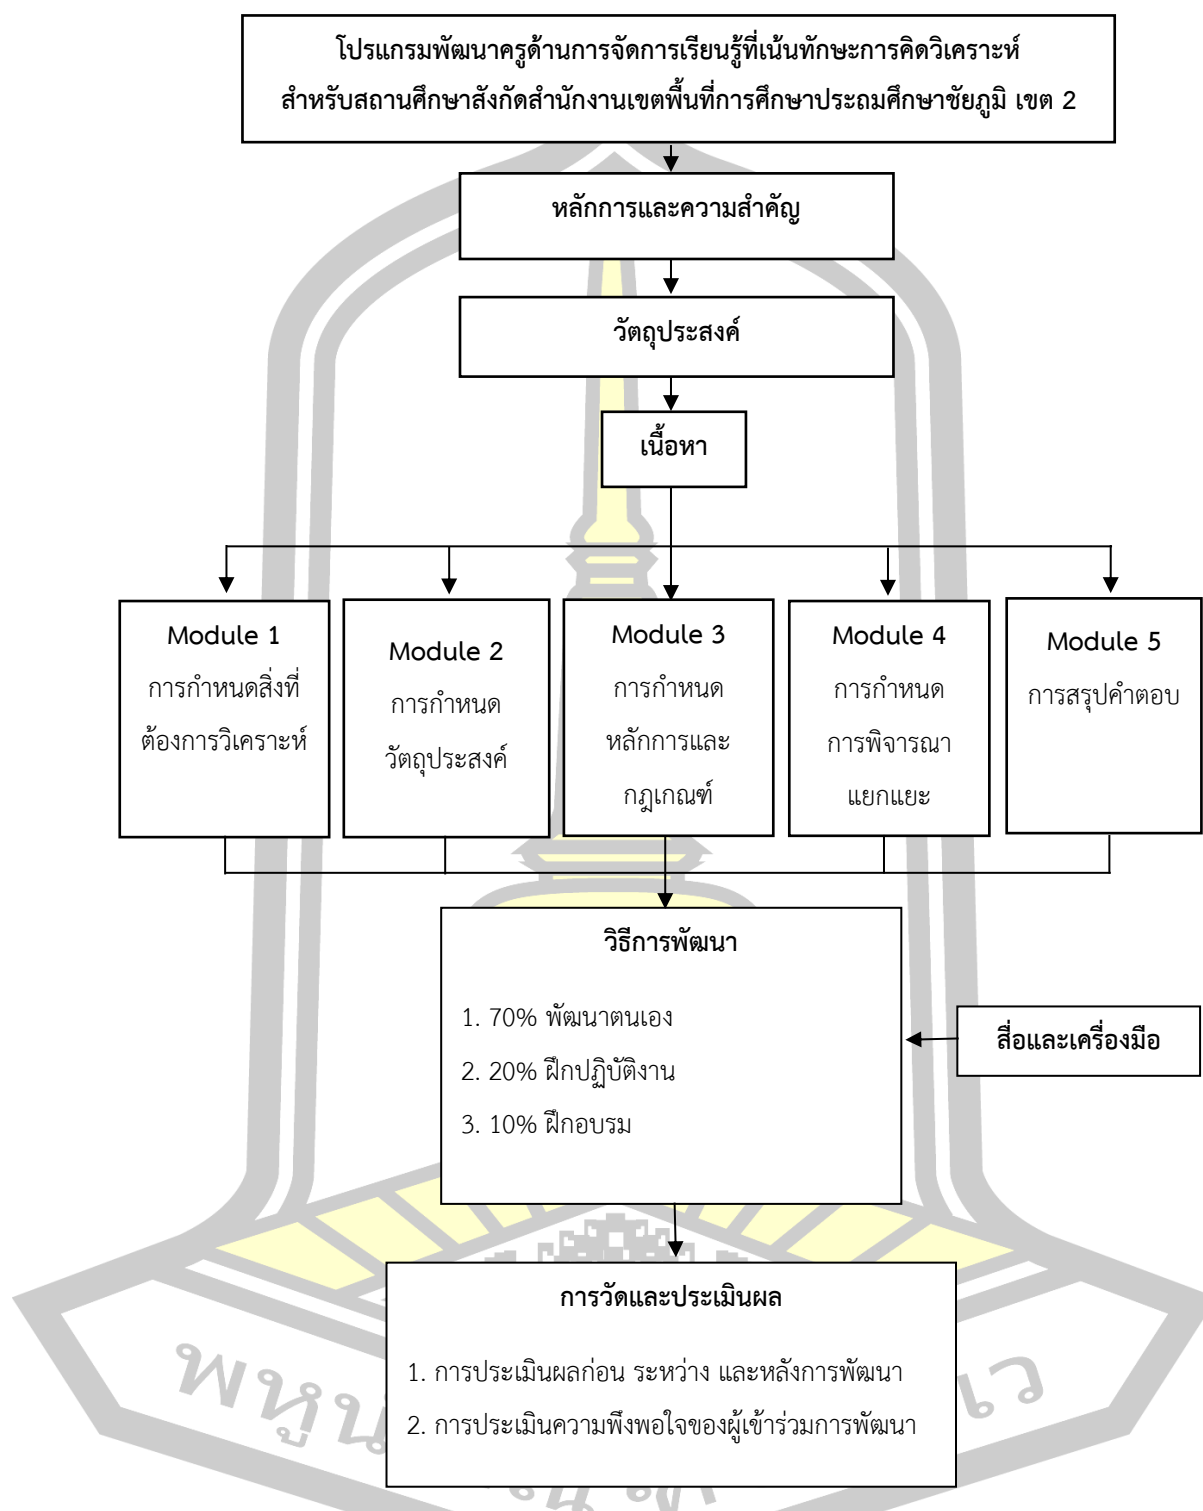 โปรแกรมพัฒนาครูด้านการจัดการเรียนรู้ที่เน้นทักษะการคิดวิเคราะห์
สำหรับสถานศึกษาสังกัดสำนักงานเขตพื้นที่การศึกษาประถมศึกษาชัยภูมิ เขต 2
หลักการและความสำคัญ
วัตถุประสงค์
เนื้อหา
Module 1
การกำหนดสิ่งที่
ต้องการวิเคราะห์
Module 2
การกำหนด
วัตถุประสงค์
Module 3
การกำหนด
หลักการและ
กฎเกณฑ์
Module 4
การกำหนด
การพิจารณา
แยกแยะ
Module 5
การสรุปคำตอบ
วิธีการพัฒนา
1. 70% พัฒนาตนเอง
2. 20% ฝึกปฏิบัติงาน
3. 10% ฝึกอบรม
สื่อและเครื่องมือ
การวัดและประเมินผล
1. การประเมินผลก่อน ระหว่าง และหลังการพัฒนา
2. การประเมินความพึงพอใจของผู้เข้าร่วมการพัฒนา